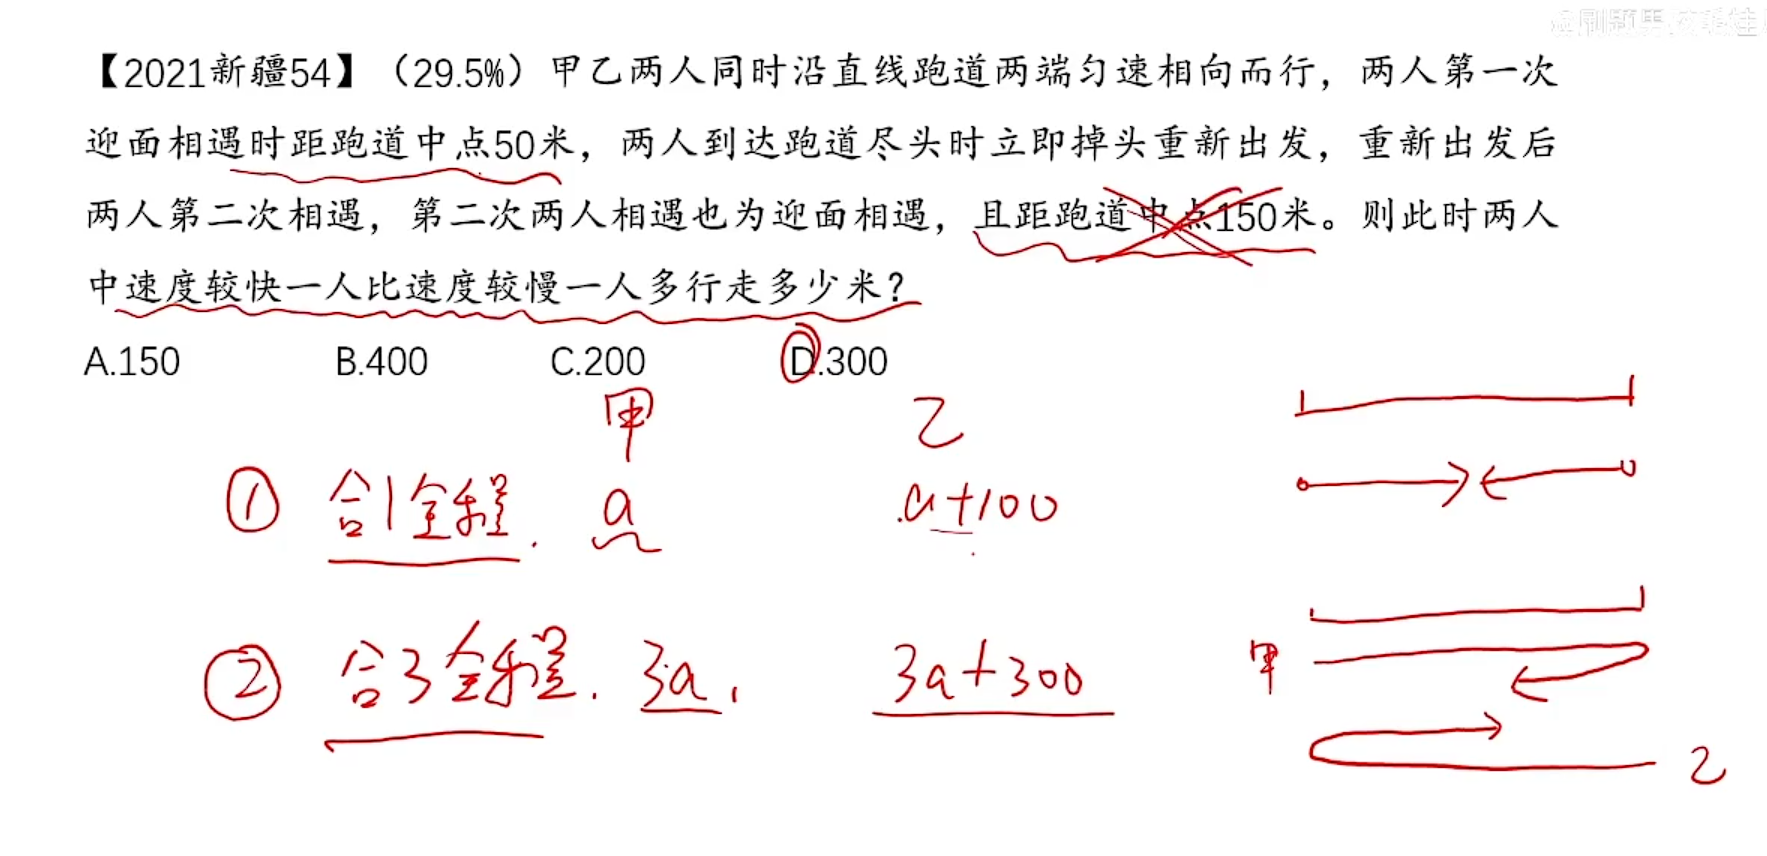 【2021新疆54】（29.5%）甲乙两人同时沿直线跑道两端匀速相向而行，两人第一次
迎面相遇时距跑道中点50米，两人到达跑道尽头时立即掉头重新出发，重新出发后
两人第二次相遇，第二次两人相遇也为迎面相遇，且距跑道中点150米。则此时两人
中速度较快一人比速度较慢一人多行走多少米？
A.150 B.400 C.200 D.300
甲 乙
① 合1全程. a a+100
② 合3全程. 3a, 3a+300
甲
乙